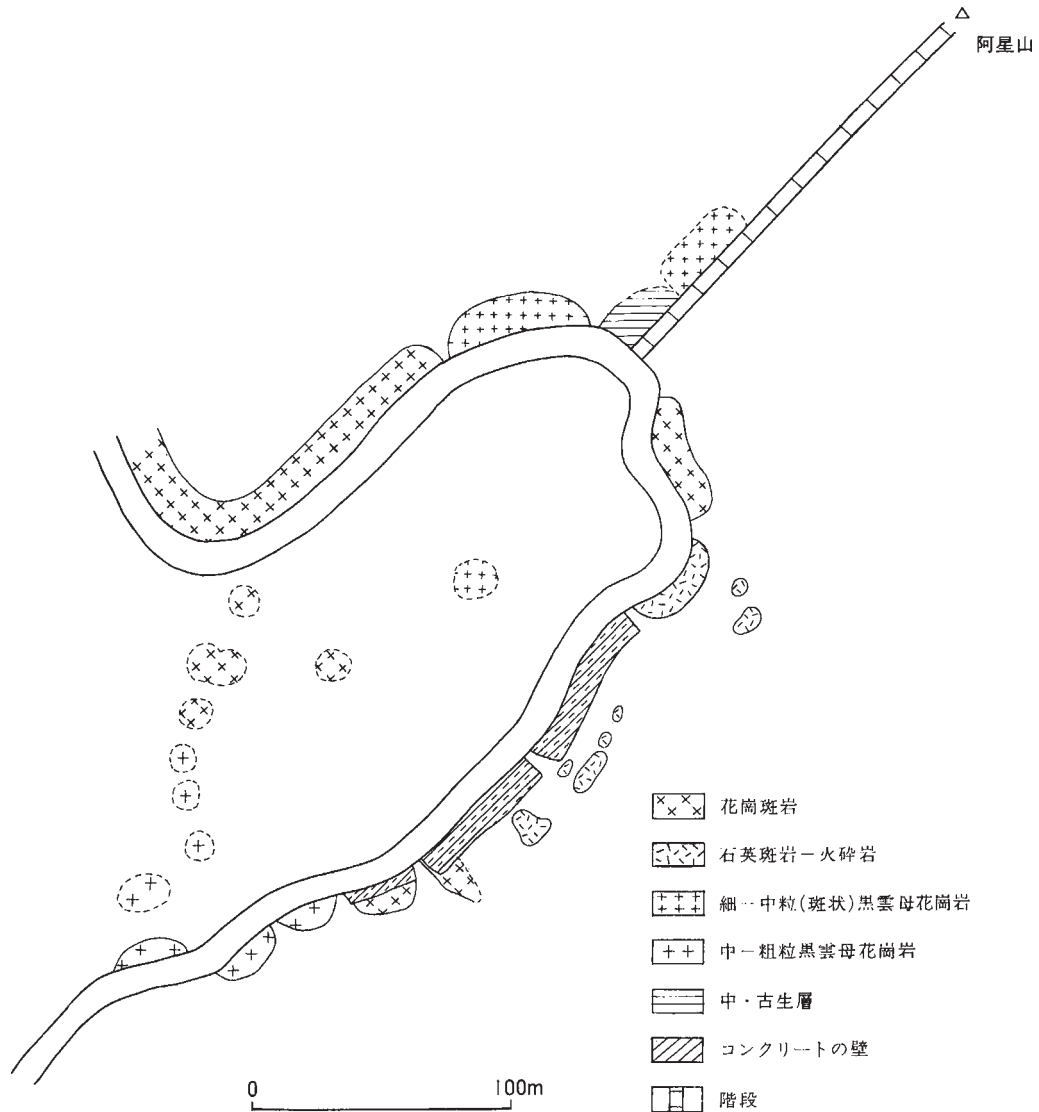 阿星山
花崗斑岩
石英斑岩－火砕岩
細－中粒(斑状)黒雲母花崗岩
中－粗粒黒雲母花崗岩
中・古生層
コンクリートの壁
階段
0 100m